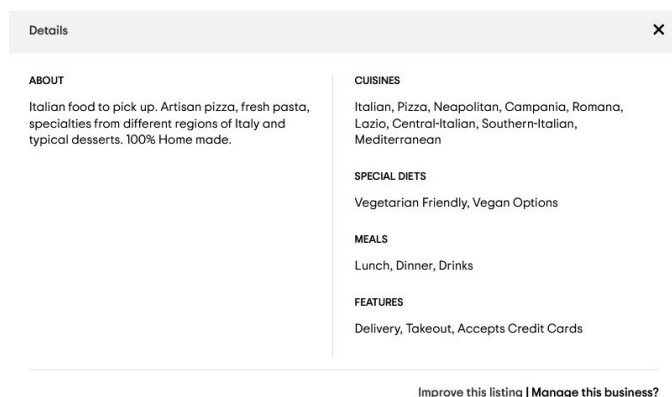 Details
ABOUT
Italian food to pick up. Artisan pizza, fresh pasta,
specialties from different regions of Italy and
typical desserts. 100% Home made.
CUISINES
Italian, Pizza, Neapolitan, Campania, Romana,
Lazio, Central-Italian, Southern-Italian,
Mediterranean
SPECIAL DIETS
Vegetarian Friendly, Vegan Options
MEALS
Lunch, Dinner, Drinks
FEATURES
Delivery, Takeout, Accepts Credit Cards
Improve this listing | Manage this business?